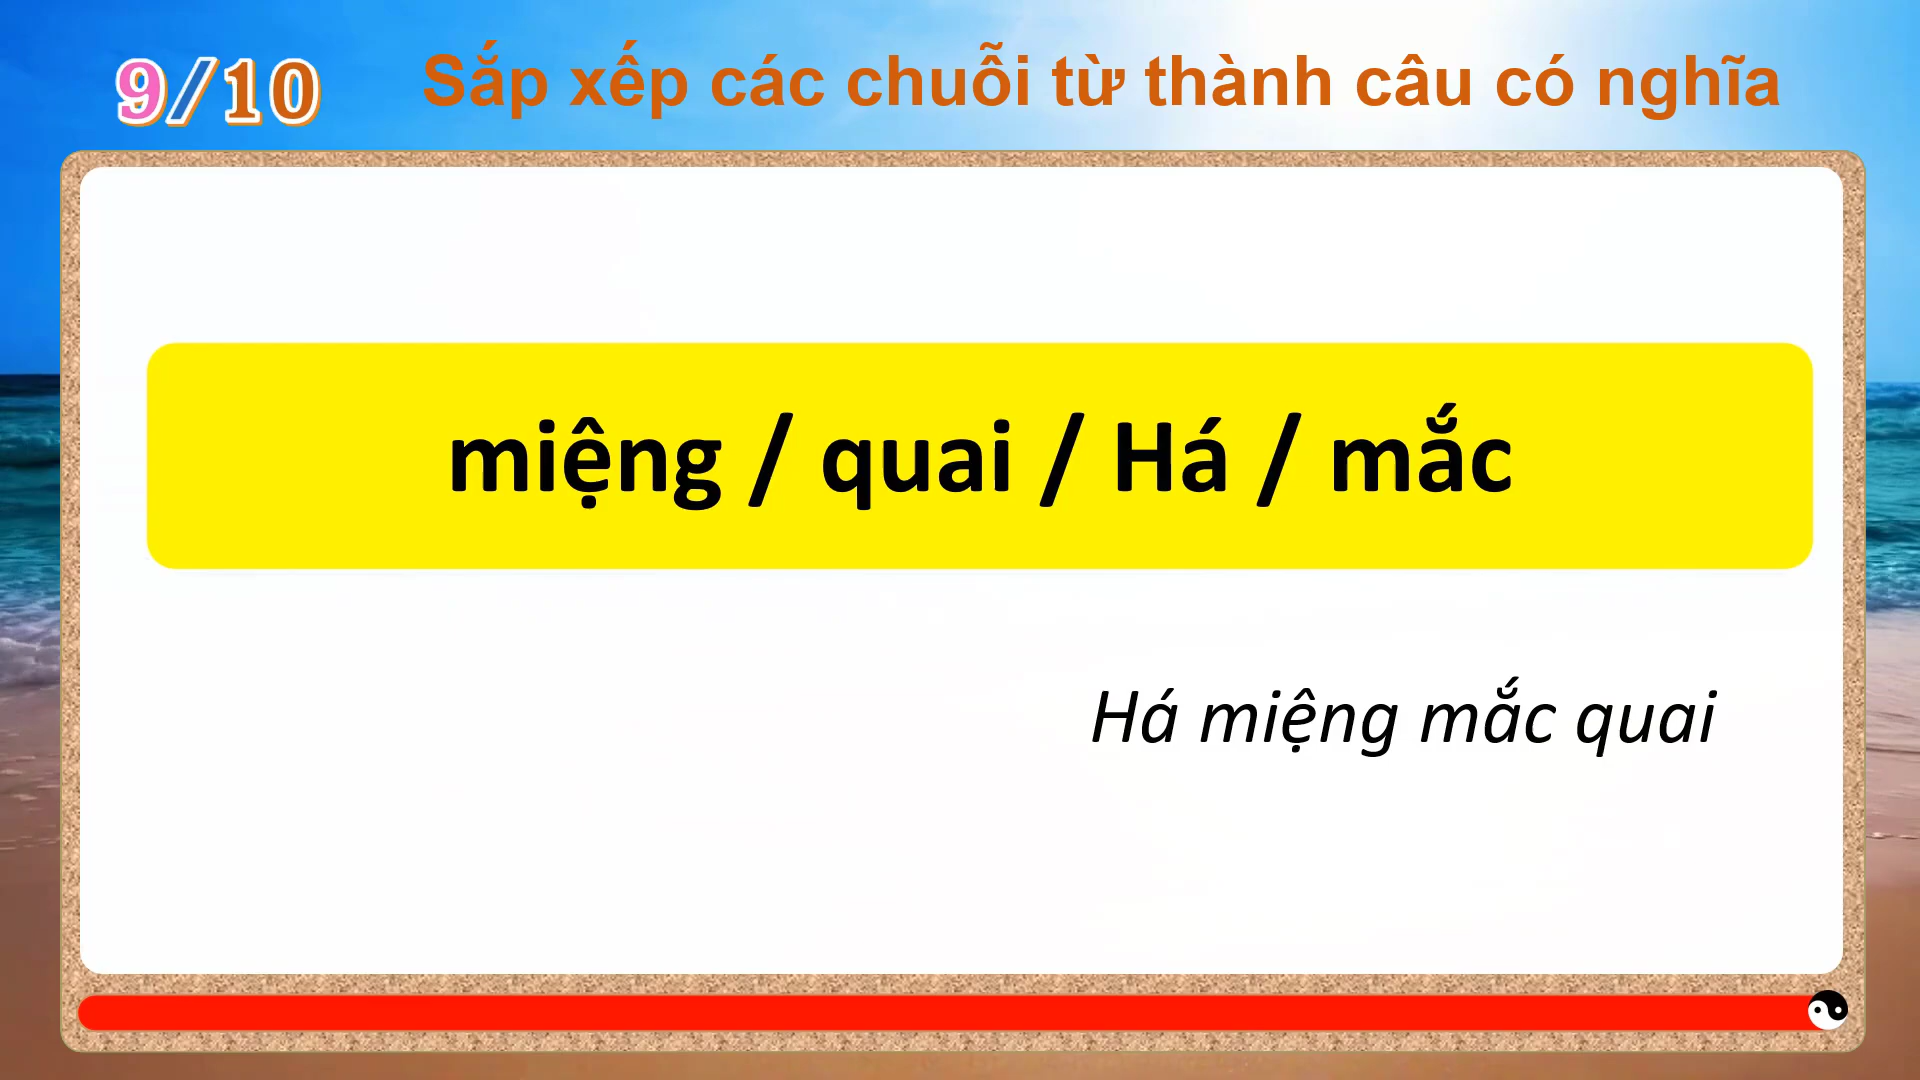 9/10
Sắp xếp các chuỗi từ thành câu có nghĩa
miệng / quai / Há / mắc
Há miệng mắc quai